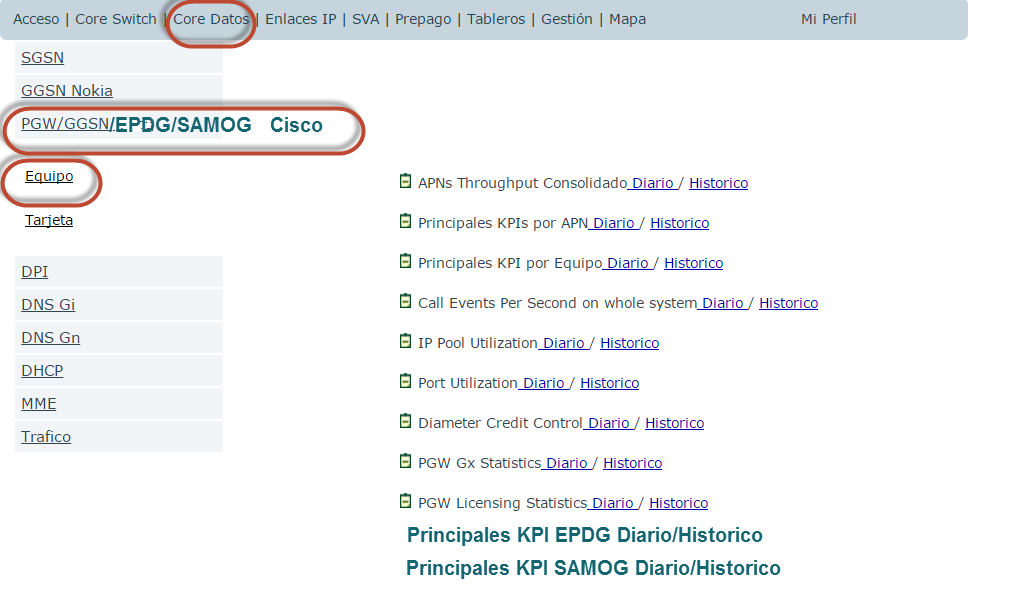 Acceso | Core Switch | Core Datos | Enlaces IP | SVA | Prepago | Tableros | Gestión | Mapa Mi Perfil
SGSN
GGSN Nokia
PGW/GGSN/EPDG/SAMOG Cisco
Equipo
Tarjeta
DPI
DNS Gi
DNS Gn
DHCP
MME
Trafico
APNs Throughput Consolidado Diario / Historico
Principales KPIs por APN Diario / Historico
Principales KPI por Equipo Diario / Historico
Call Events Per Second on whole system Diario / Historico
IP Pool Utilization Diario / Historico
Port Utilization Diario / Historico
Diameter Credit Control Diario / Historico
PGW Gx Statistics Diario / Historico
PGW Licensing Statistics Diario / Historico
Principales KPI EPDG Diario/Historico
Principales KPI SAMOG Diario/Historico